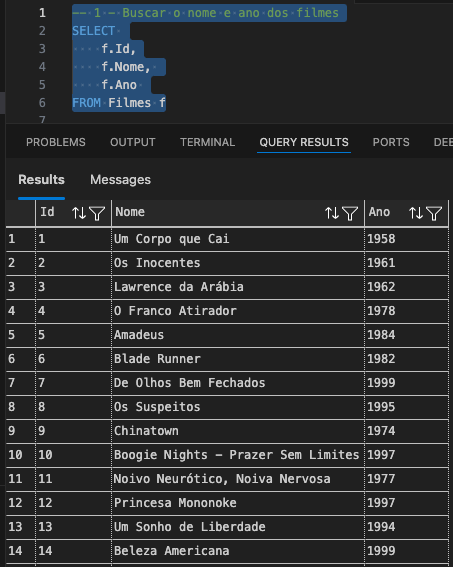 1 -- 1 - Buscar o nome e ano dos filmes
2 SELECT
3 f.Id,
4 f.Nome,
5 f.Ano
6 FROM Filmes f
7
PROBLEMS OUTPUT TERMINAL QUERY RESULTS PORTS DEB
Results Messages
Id Nome Ano
1 1 Um Corpo que Cai 1958
2 2 Os Inocentes 1961
3 3 Lawrence da Arábia 1962
4 4 O Franco Atirador 1978
5 5 Amadeus 1984
6 6 Blade Runner 1982
7 7 De Olhos Bem Fechados 1999
8 8 Os Suspeitos 1995
9 9 Chinatown 1974
10 10 Boogie Nights - Prazer Sem Limites 1997
11 11 Noivo Neurótico, Noiva Nervosa 1977
12 12 Princesa Mononoke 1997
13 13 Um Sonho de Liberdade 1994
14 14 Beleza Americana 1999